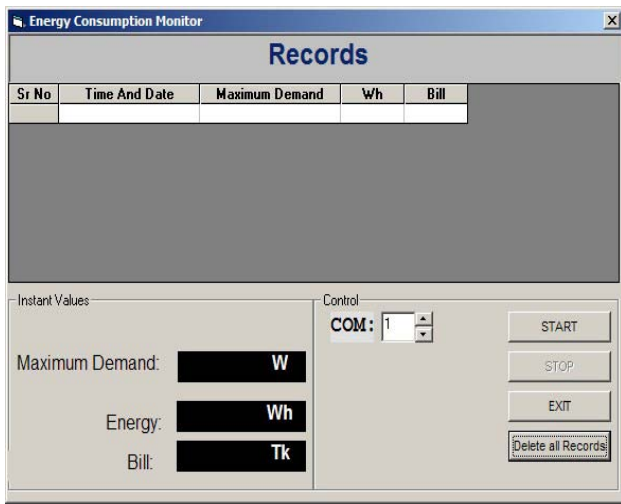 Energy Consumption Monitor
Records
Sr No Time And Date Maximum Demand Wh Bill
Instant Values
Maximum Demand: W
Energy: Wh
Bill: Tk
Control
COM: 1
START
STOP
EXIT
Delete all Records